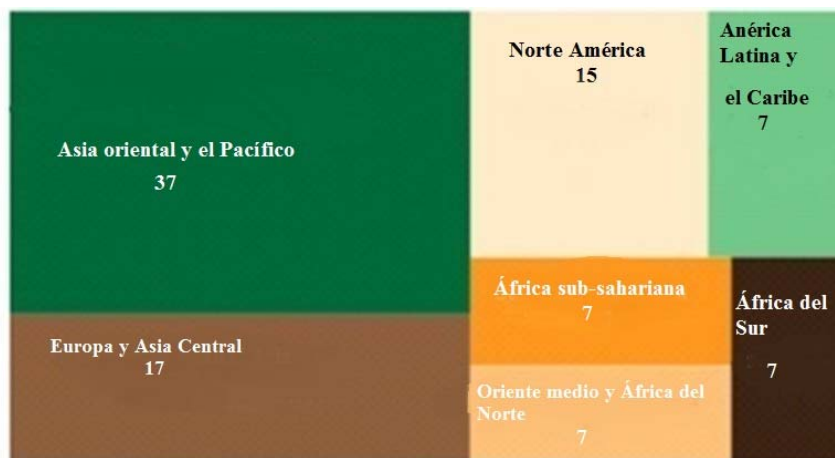 Asia oriental y el Pacífico
37
Europa y Asia Central
17
Norte América
15
Anérica
Latina y
el Caribe
7
África sub-sahariana
7
Oriente medio y África del
Norte
7
África del
Sur
7